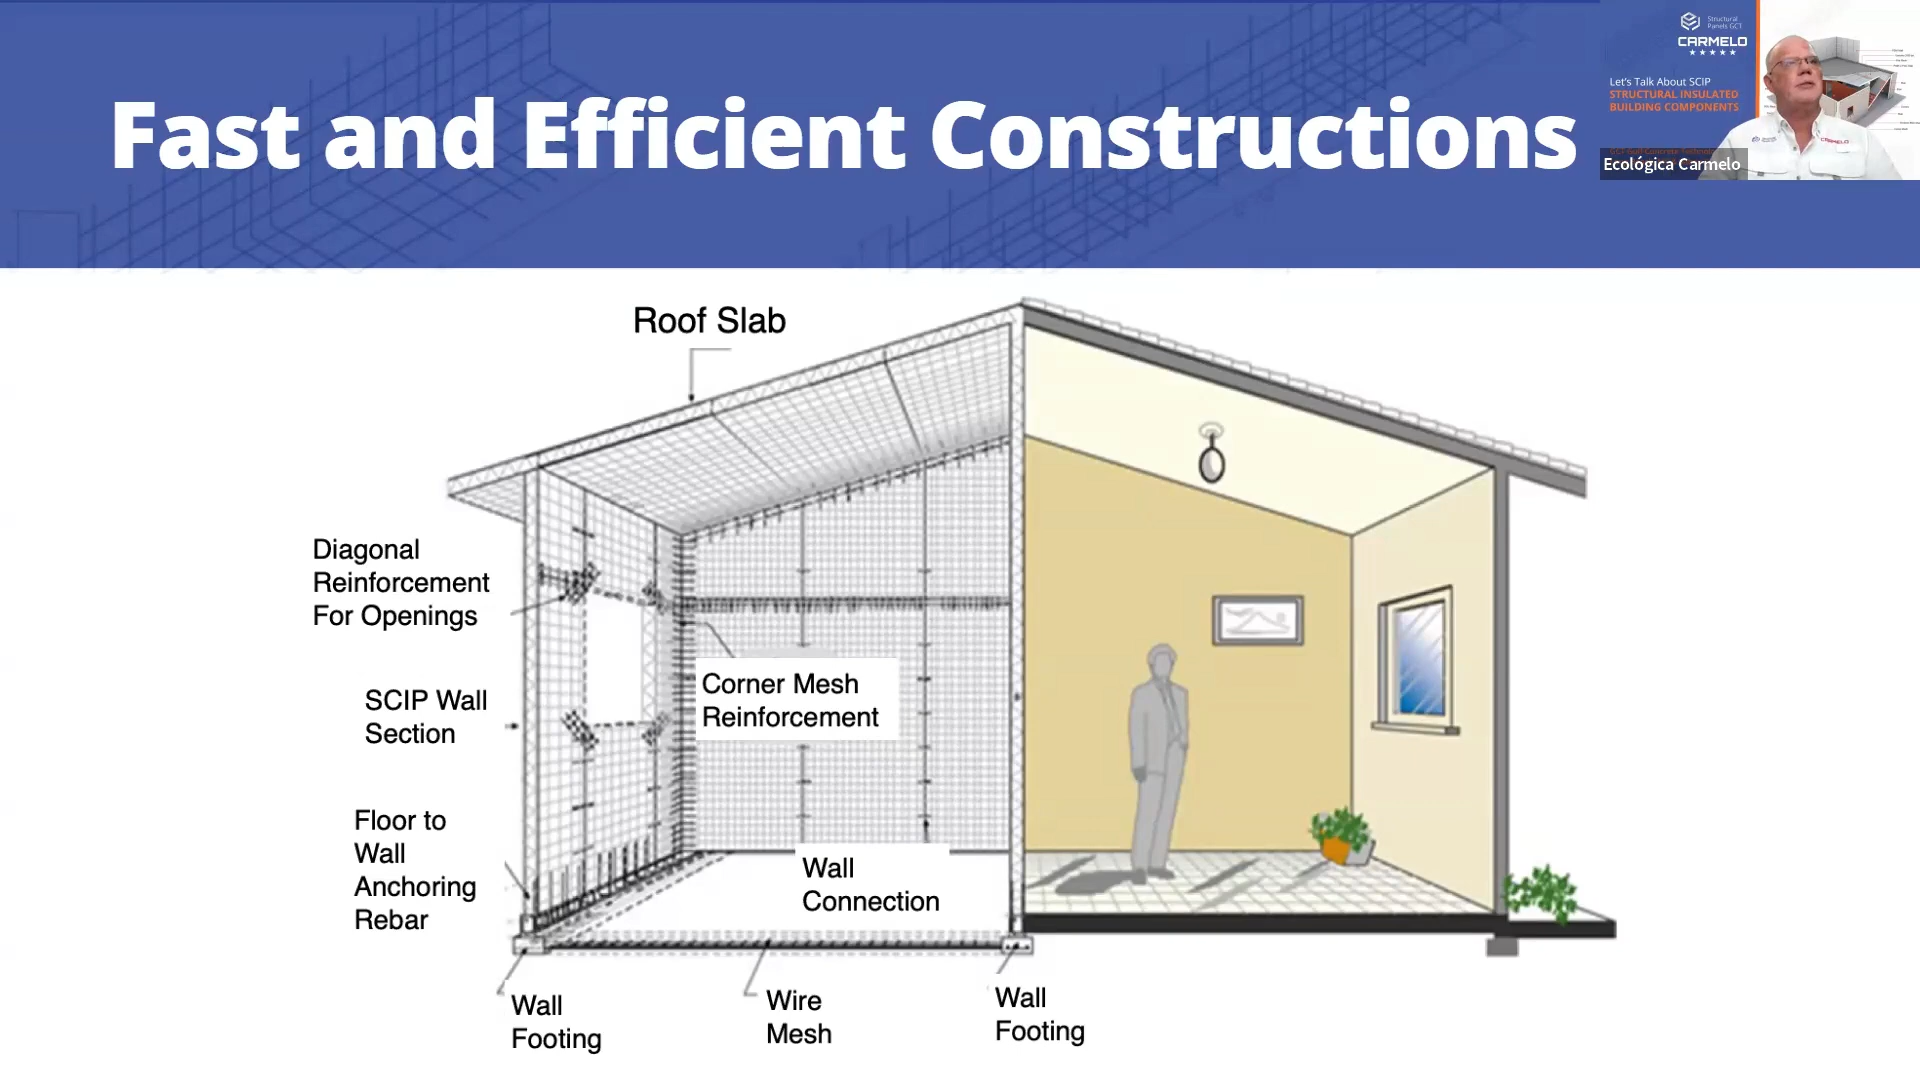 Fast and Efficient Constructions
Structural
Panels GCT
CARMELO
Let's Talk About SCIP
STRUCTURAL INSULATED
BUILDING COMPONENTS
CARMELO
Ecológica Carmelo
Roof Slab
Diagonal
Reinforcement
For Openings
SCIP Wall
Section
Corner Mesh
Reinforcement
Floor to
Wall
Anchoring
Rebar
Wall
Connection
Wall
Footing
Wire
Mesh
Wall
Footing